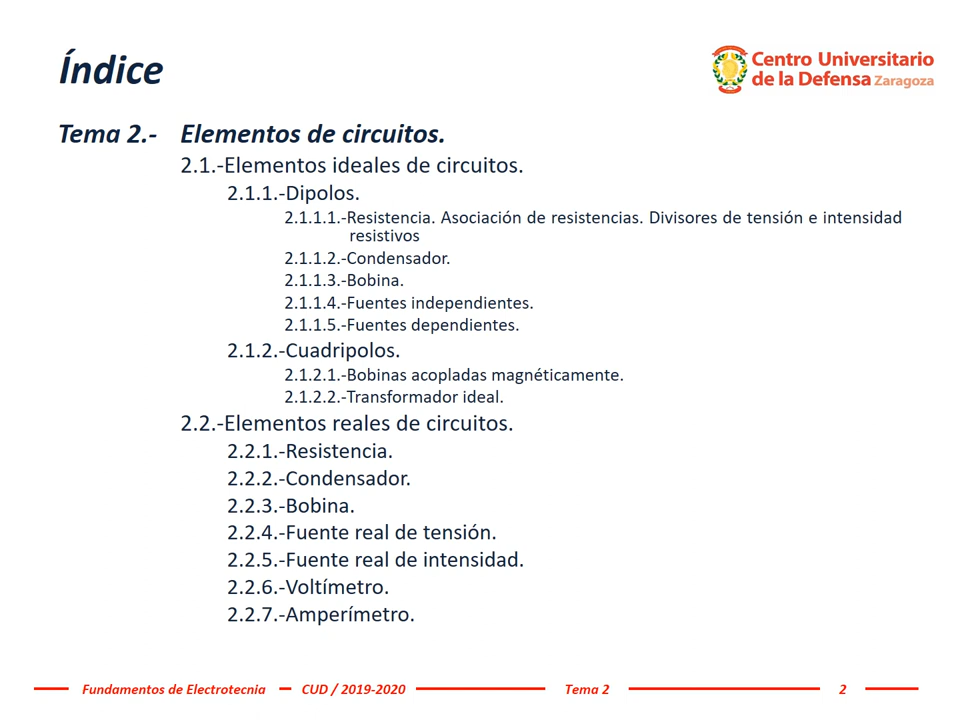 Índice
Centro Universitario
de la Defensa Zaragoza
Tema 2.- Elementos de circuitos.
2.1.-Elementos ideales de circuitos.
2.1.1.-Dipolos.
2.1.1.1.-Resistencia. Asociación de resistencias. Divisores de tensión e intensidad
resistivos
2.1.1.2.-Condensador.
2.1.1.3.-Bobina.
2.1.1.4.-Fuentes independientes.
2.1.1.5.-Fuentes dependientes.
2.1.2.-Cuadripolos.
2.1.2.1.-Bobinas acopladas magnéticamente.
2.1.2.2.-Transformador ideal.
2.2.-Elementos reales de circuitos.
2.2.1.-Resistencia.
2.2.2.-Condensador.
2.2.3.-Bobina.
2.2.4.-Fuente real de tensión.
2.2.5.-Fuente real de intensidad.
2.2.6.-Voltímetro.
2.2.7.-Amperímetro.
Fundamentos de Electrotecnia CUD / 2019-2020 Tema 2 2